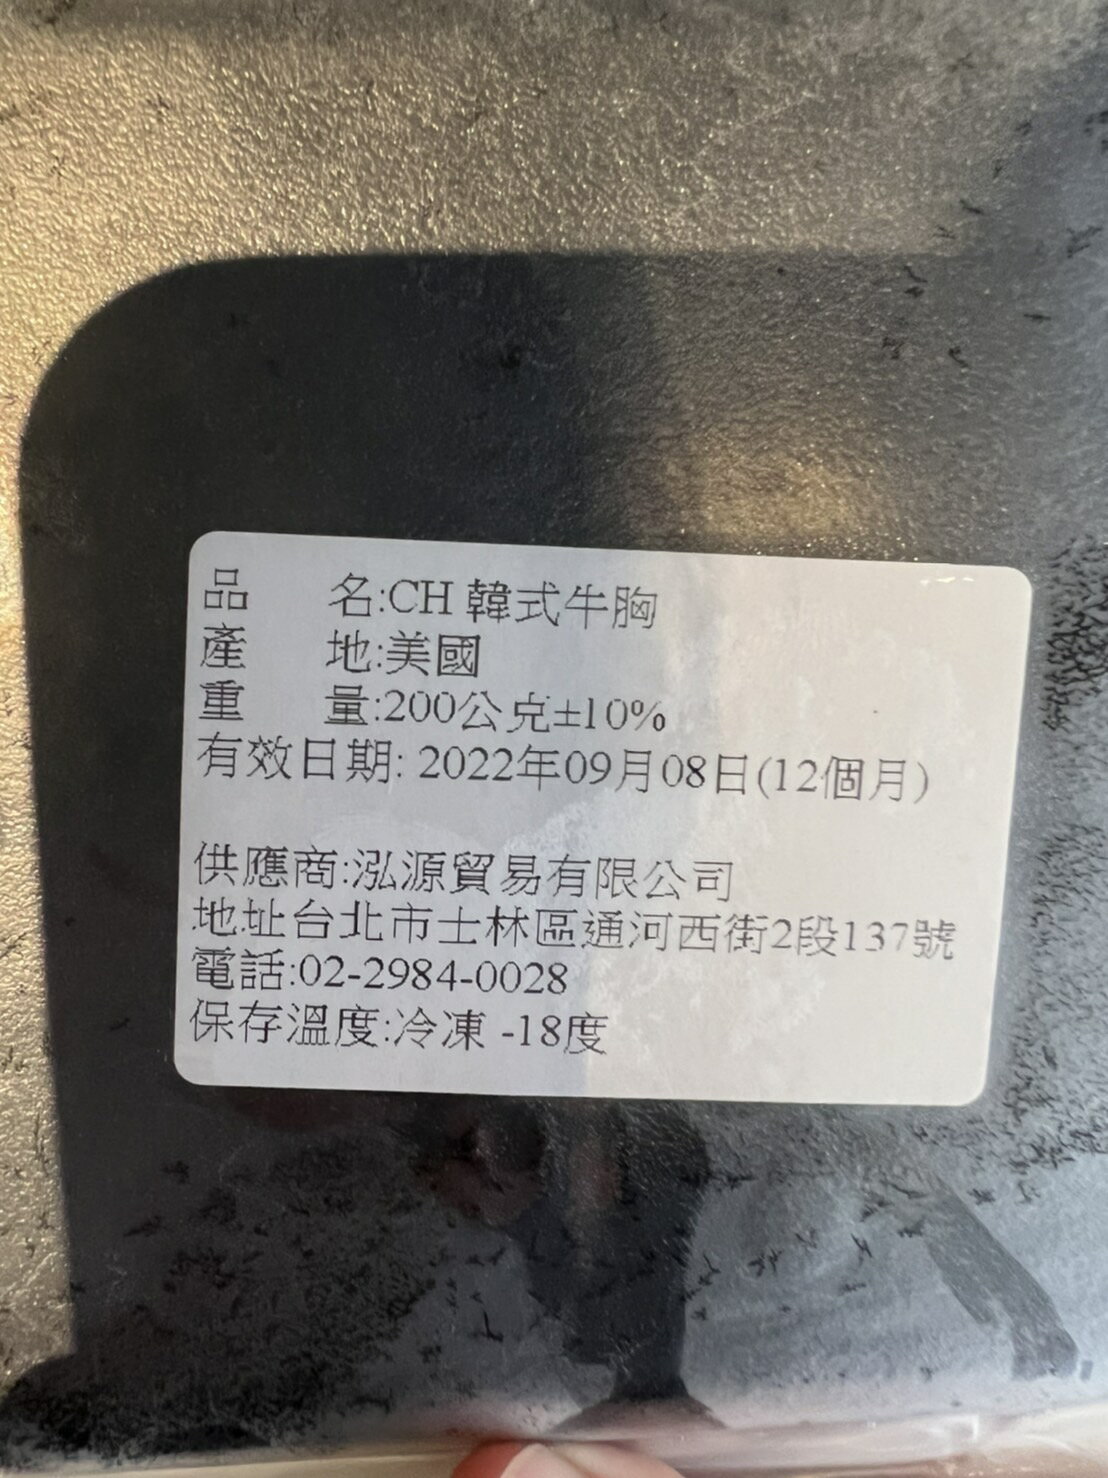 品　　名:CH 韓式牛胸
產　　地:美國
重　　量:200公克±10%
有效日期: 2022年09月08日(12個月)
供應商:泓源貿易有限公司
地址台北市士林區通河西街2段137號
電話:02-2984-0028
保存溫度:冷凍 -18度